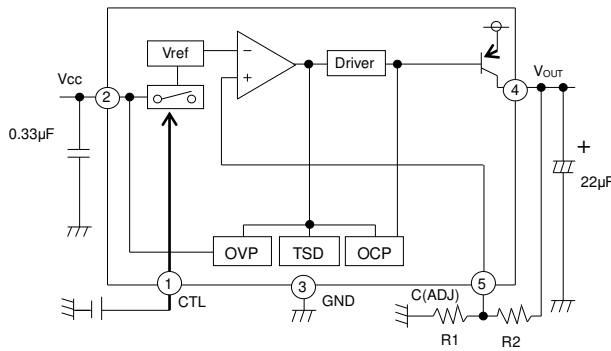 Vref
−
+
Driver
Vcc
2
VOUT
4
0.33µF
+
22µF
OVP
TSD
OCP
1
CTL
3
GND
5
C(ADJ)
R1
R2